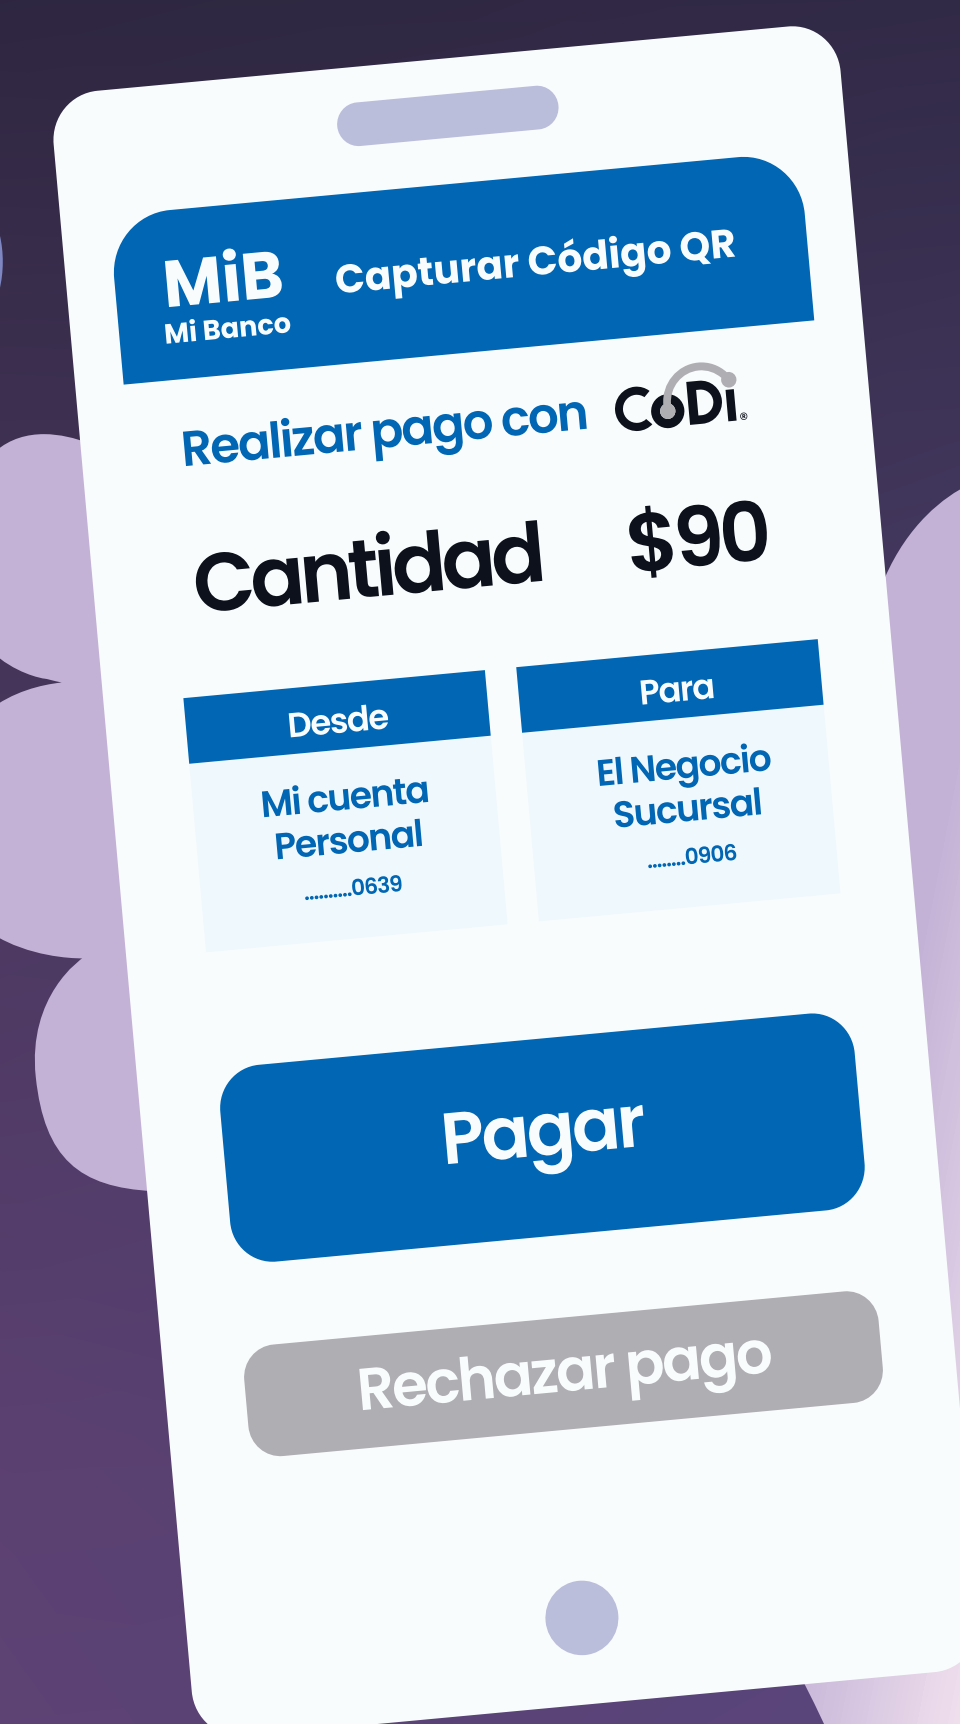 MiB
Mi Banco
Capturar Código QR
Realizar pago con CoDi®
Cantidad $90
Desde
Mi cuenta
Personal
..........0639
Para
El Negocio
Sucursal
........0906
Pagar
Rechazar pago